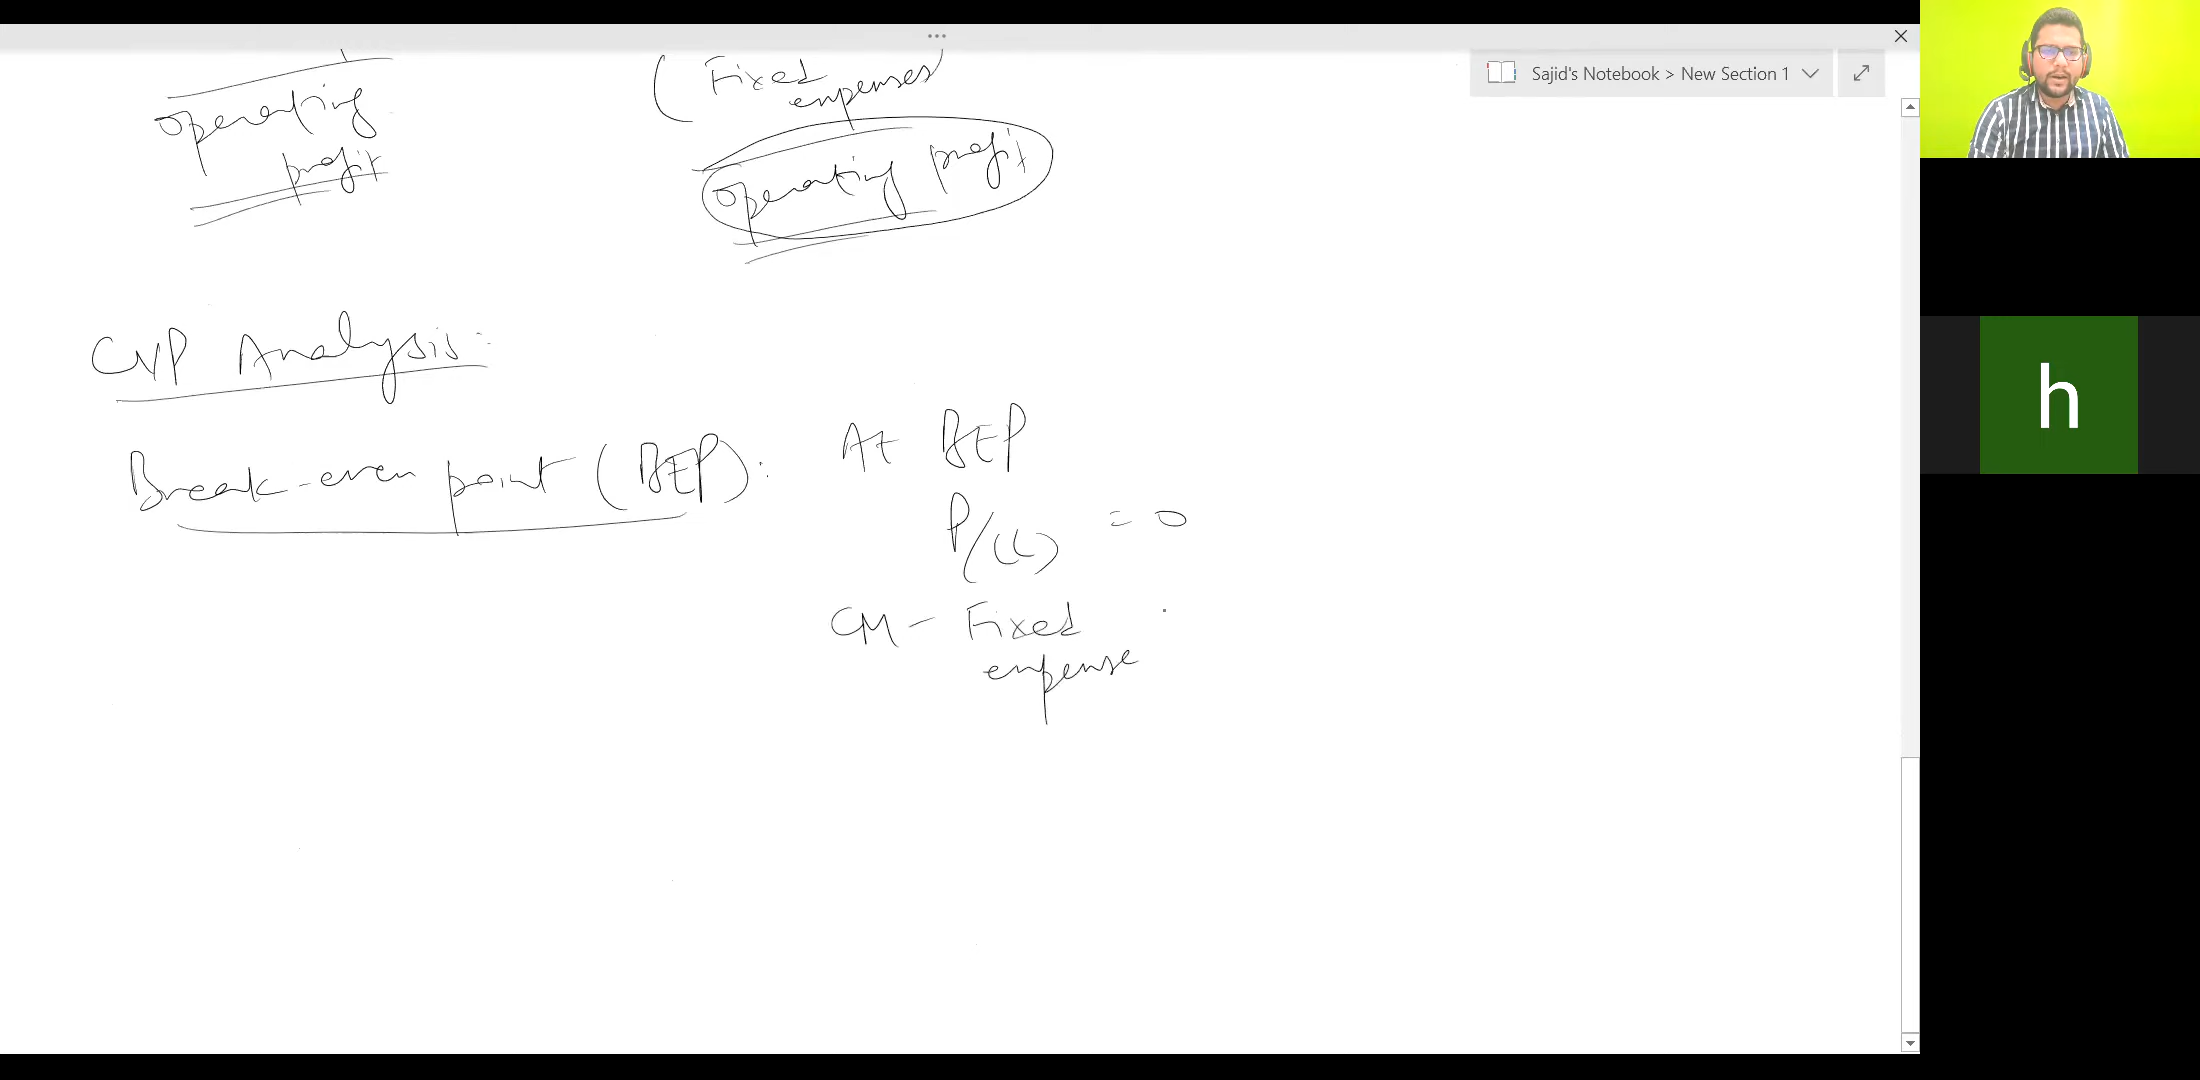 Sajid's Notebook > New Section 1
operating
profit
(Fixed
expenses)
operating profit
CVP Analysis:
Break-even point (BEP):
At BEP
P/(L) = 0
CM - Fixed
expense
h